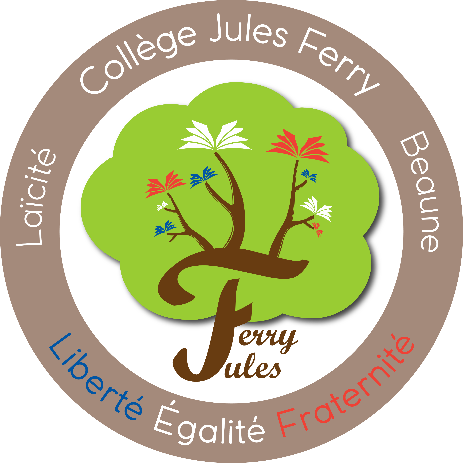 Collège Jules Ferry
Laïcité
Beaune
Ferry
Jules
Liberté Égalité Fraternité